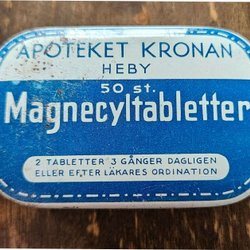 APOTEKET KRONAN
HEBY
50 st.
Magnecyltabletter
2 TABLETTER 3 GÅNGER DAGLIGEN
ELLER EFTER LÄKARES ORDINATION